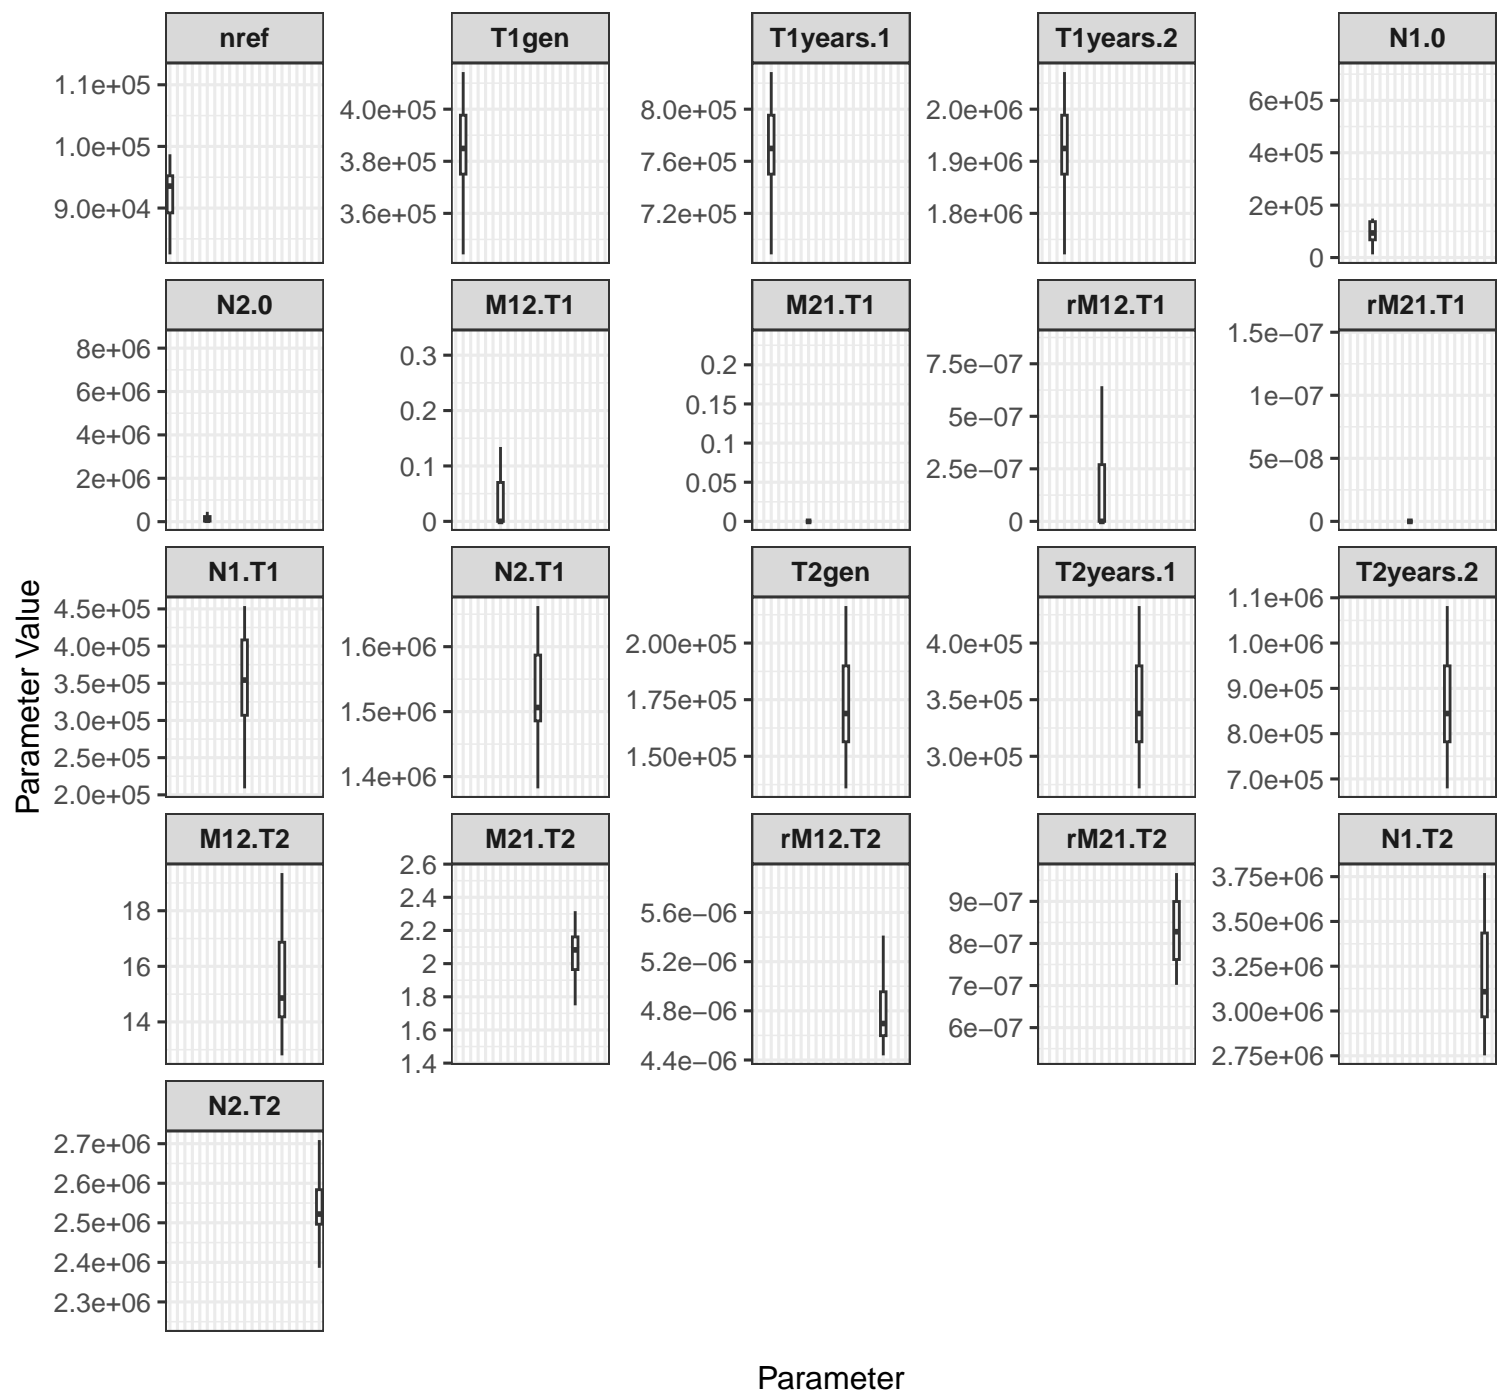 nref
T1gen
T1years.1
T1years.2
N1.0
1.1e+05
1.0e+05
9.0e+04
4.0e+05
3.8e+05
3.6e+05
8.0e+05
7.6e+05
7.2e+05
2.0e+06
1.9e+06
1.8e+06
6e+05
4e+05
2e+05
0
N2.0
M12.T1
M21.T1
rM12.T1
rM21.T1
8e+06
6e+06
4e+06
2e+06
0
0.3
0.2
0.1
0
0.2
0.15
0.1
0.05
0
7.5e−07
5e−07
2.5e−07
0
1.5e−07
1e−07
5e−08
0
Parameter Value
N1.T1
N2.T1
T2gen
T2years.1
T2years.2
4.5e+05
4.0e+05
3.5e+05
3.0e+05
2.5e+05
2.0e+05
1.6e+06
1.5e+06
1.4e+06
2.00e+05
1.75e+05
1.50e+05
4.0e+05
3.5e+05
3.0e+05
1.1e+06
1.0e+06
9.0e+05
8.0e+05
7.0e+05
M12.T2
M21.T2
rM12.T2
rM21.T2
N1.T2
18
16
14
2.6
2.4
2.2
2
1.8
1.6
1.4
5.6e−06
5.2e−06
4.8e−06
4.4e−06
9e−07
8e−07
7e−07
6e−07
3.75e+06
3.50e+06
3.25e+06
3.00e+06
2.75e+06
N2.T2
2.7e+06
2.6e+06
2.5e+06
2.4e+06
2.3e+06
Parameter